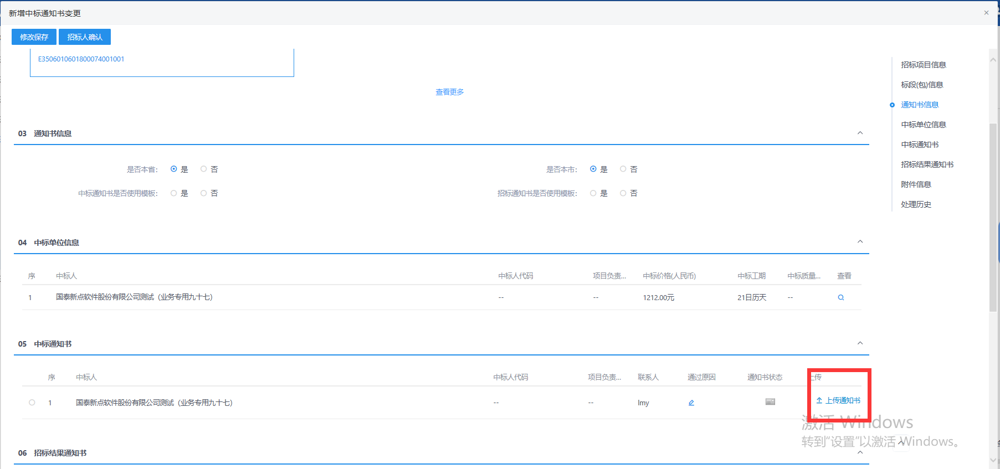 新增中标通知书变更
×
修改保存 招标人确认
E3506010601800074001001
查看更多
招标项目信息
标段(包)信息
通知书信息
中标单位信息
中标通知书
招标结果通知书
附件信息
处理历史
03 通知书信息
是否本省: 是 否 是否本市: 是 否
中标通知书是否使用模板: 是 否 招标通知书是否使用模板: 是 否
04 中标单位信息
序 中标人 中标人代码 项目负责... 中标价格(人民币) 中标工期 中标质量... 查看
1 国泰新点软件股份有限公司测试（业务专用九十七） -- -- 1212.00元 21日历天 --
05 中标通知书
序 中标人 中标人代码 项目负责... 联系人 通过原因 通知书状态 上传
1 国泰新点软件股份有限公司测试（业务专用九十七） -- -- lmy 上传通知书
激活 Windows
转到“设置”以激活 Windows。
06 招标结果通知书